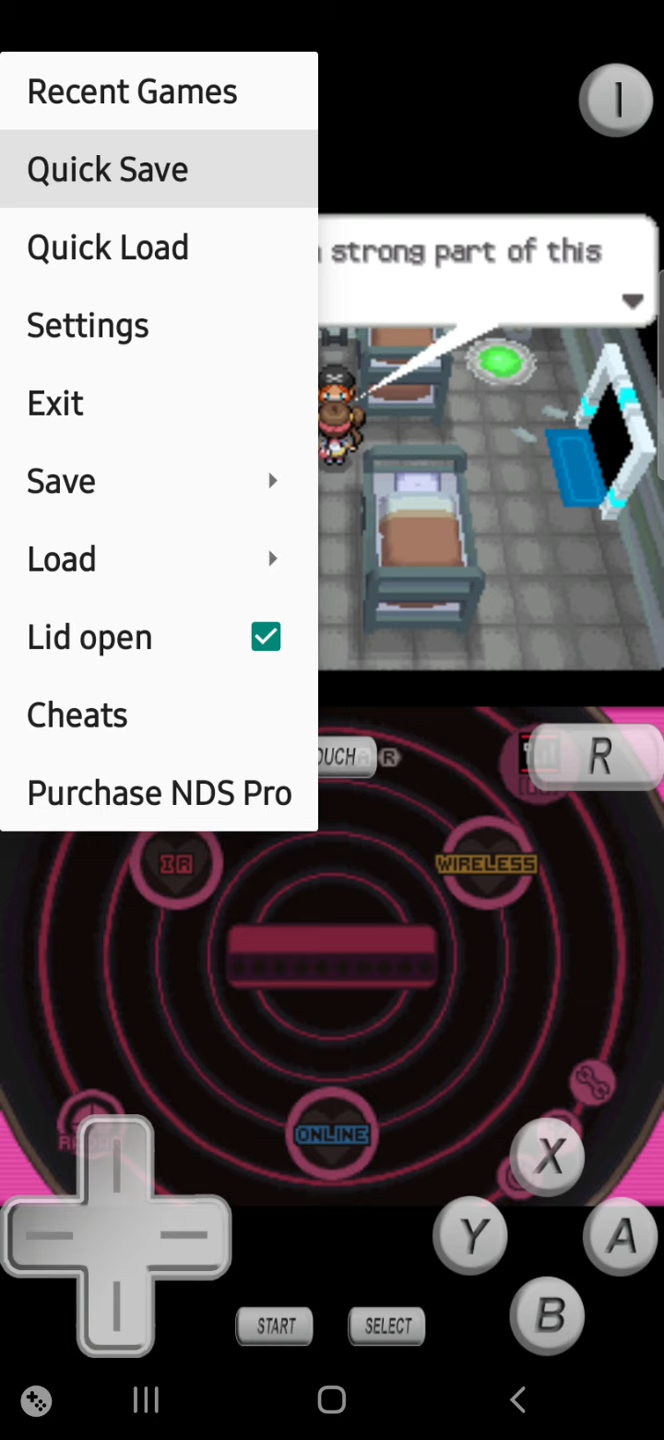 Recent Games
I
Quick Save
strong part of this
Quick Load
Settings
Exit
Save
Load
Lid open
Cheats
R
R
Purchase NDS Pro
IR
WIRELESS
ONLINE
X
Y
A
B
START
SELECT